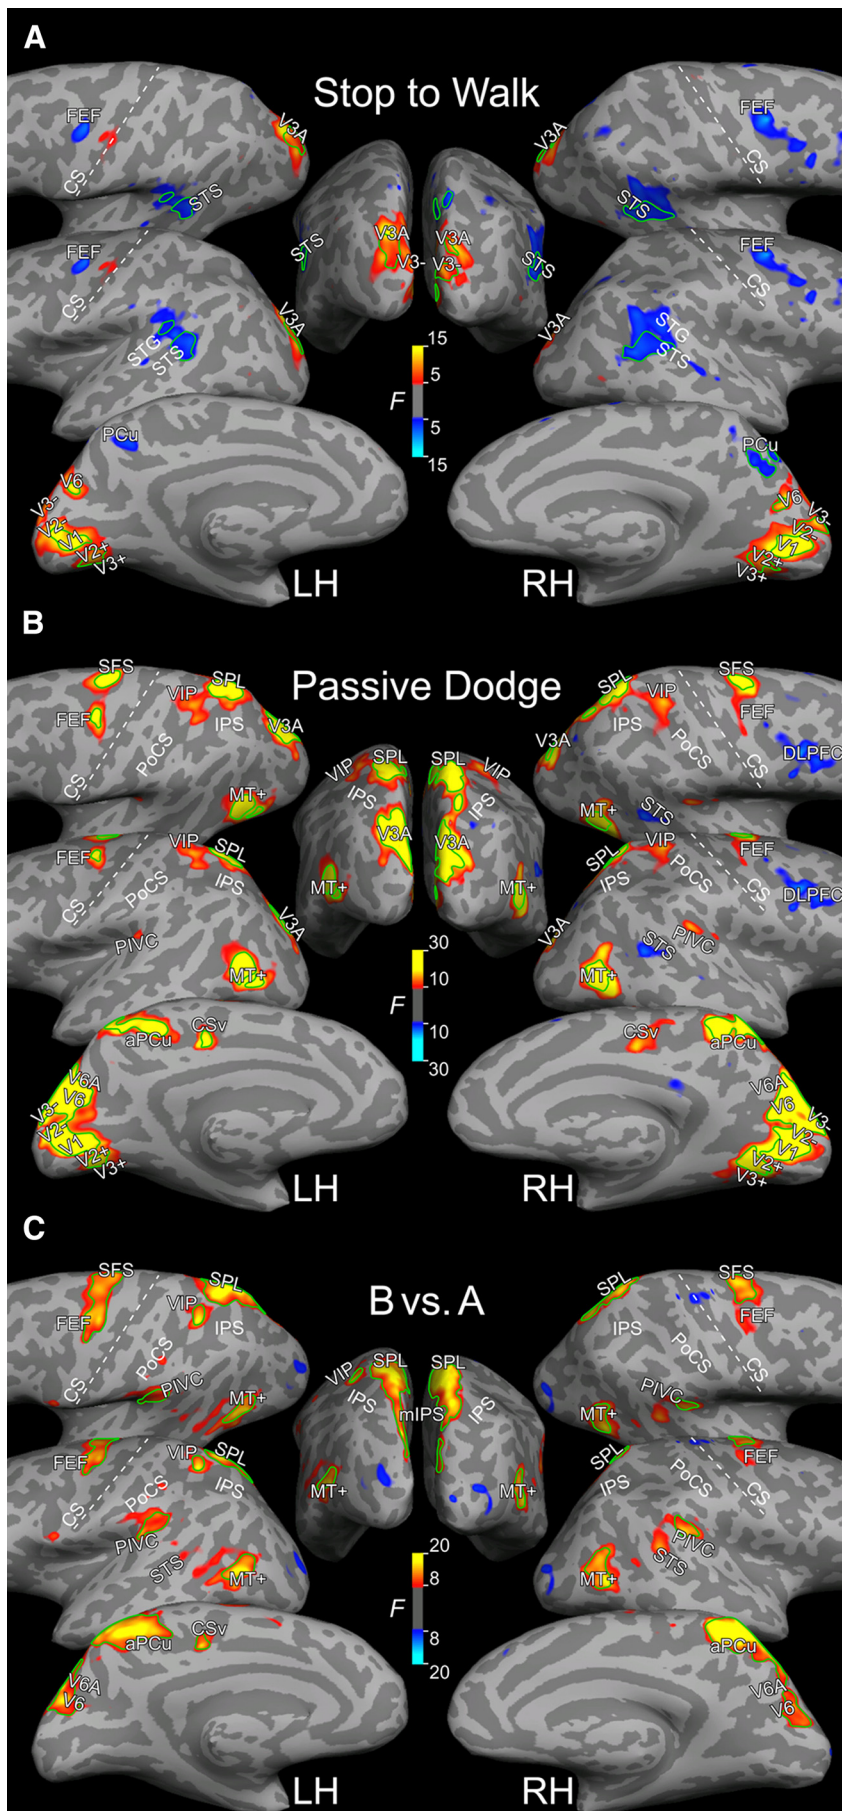 A
Stop to Walk
FEF
V3A
CS
STS
FEF
CS
V3A
STG
STS
PCu
V6
V3-
V2-
V1
V2+
V3+
LH
STS
V3A
V3-
V3A
V3-
STS
15
5
F
5
15
V3A
FEF
CS
STS
FEF
CS
V3A
STG
STS
PCu
V6
V3-
V2-
V1
V2+
V3+
RH
B
Passive Dodge
SFS
SPL
VIP
FEF
IPS
V3A
PoCS
CS
MT+
FEF
VIP
SPL
IPS
PoCS
CS
V3A
PIVC
MT+
CSv
aPCu
V6A
V6
V3-
V2-
V1
V2+
V3+
LH
VIP
SPL
SPL
VIP
IPS
IPS
V3A
V3A
MT+
MT+
30
10
F
10
30
SPL
VIP
SFS
IPS
FEF
PoCS
V3A
DLPFC
CS
MT+
STS
SPL
VIP
FEF
IPS
PoCS
DLPFC
CS
V3A
PIVC
STS
MT+
CSv
aPCu
V6A
V6
V3-
V2-
V1
V2+
V3+
RH
C
B vs. A
SFS
SPL
VIP
FEF
IPS
PoCS
CS
PIVC
MT+
FEF
VIP
SPL
IPS
PoCS
CS
PIVC
STS
MT+
CSv
aPCu
V6A
V6
LH
VIP
SPL
SPL
IPS
mIPS
IPS
MT+
MT+
20
8
F
8
20
SPL
SFS
IPS
FEF
PoCS
CS
PIVC
MT+
SPL
FEF
IPS
PoCS
CS
PIVC
STS
MT+
aPCu
V6A
V6
RH